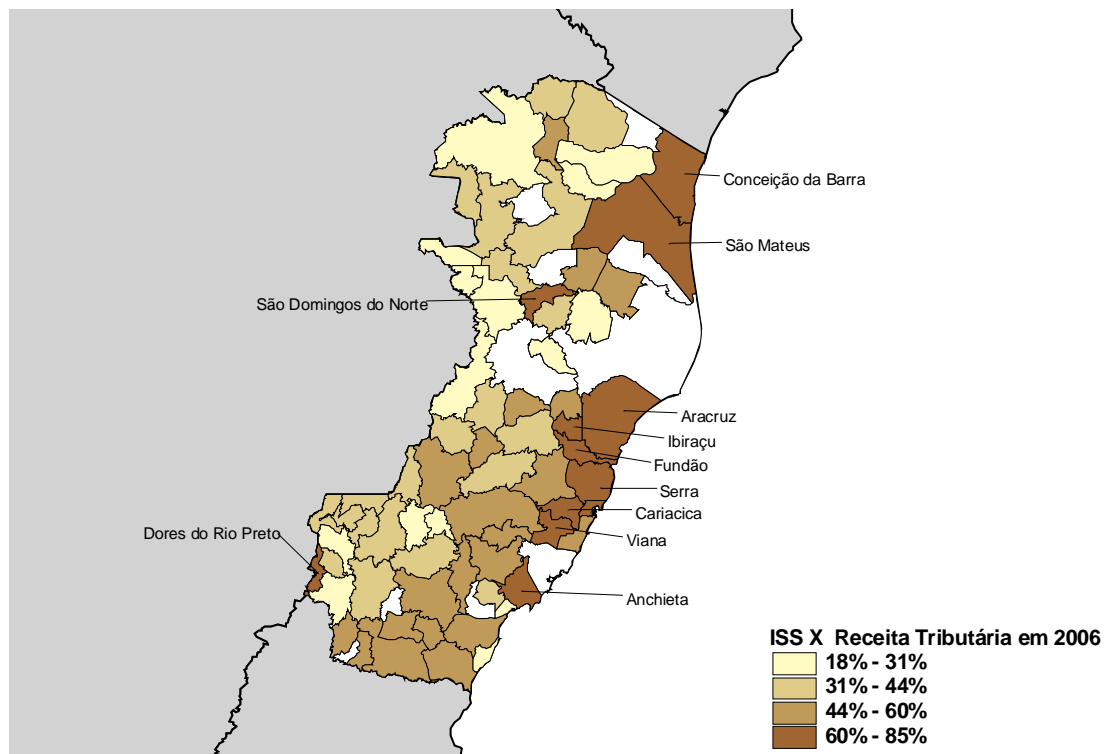 Conceição da Barra
São Mateus
São Domingos do Norte
Aracruz
Ibiraçu
Fundão
Serra
Cariacica
Dores do Rio Preto
Viana
Anchieta
ISS X Receita Tributária em 2006
18% - 31%
31% - 44%
44% - 60%
60% - 85%